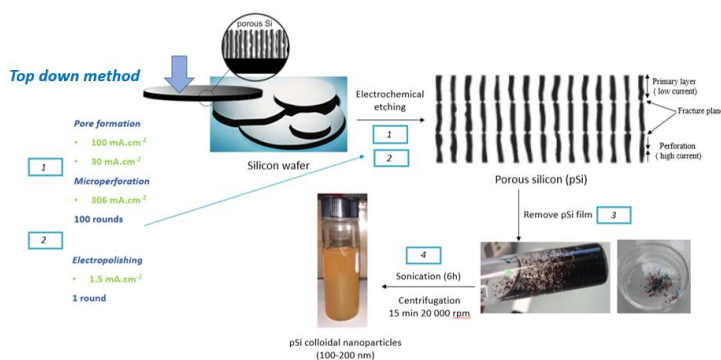 porous Si
Top down method
Pore formation
• 100 mA.cm⁻²
• 30 mA.cm⁻²
1
Microperforation
• 306 mA.cm⁻²
100 rounds
2
Electropolishing
• 1.5 mA.cm⁻²
1 round
Silicon wafer
Electrochemical
etching
1
2
Primary layer
( low current)
Fracture plane
Perforation
( high current)
Porous silicon (pSi)
Remove pSi film
3
4
Sonication (6h)
Centrifugation
15 min 20 000 rpm
pSi colloidal nanoparticles
(100-200 nm)